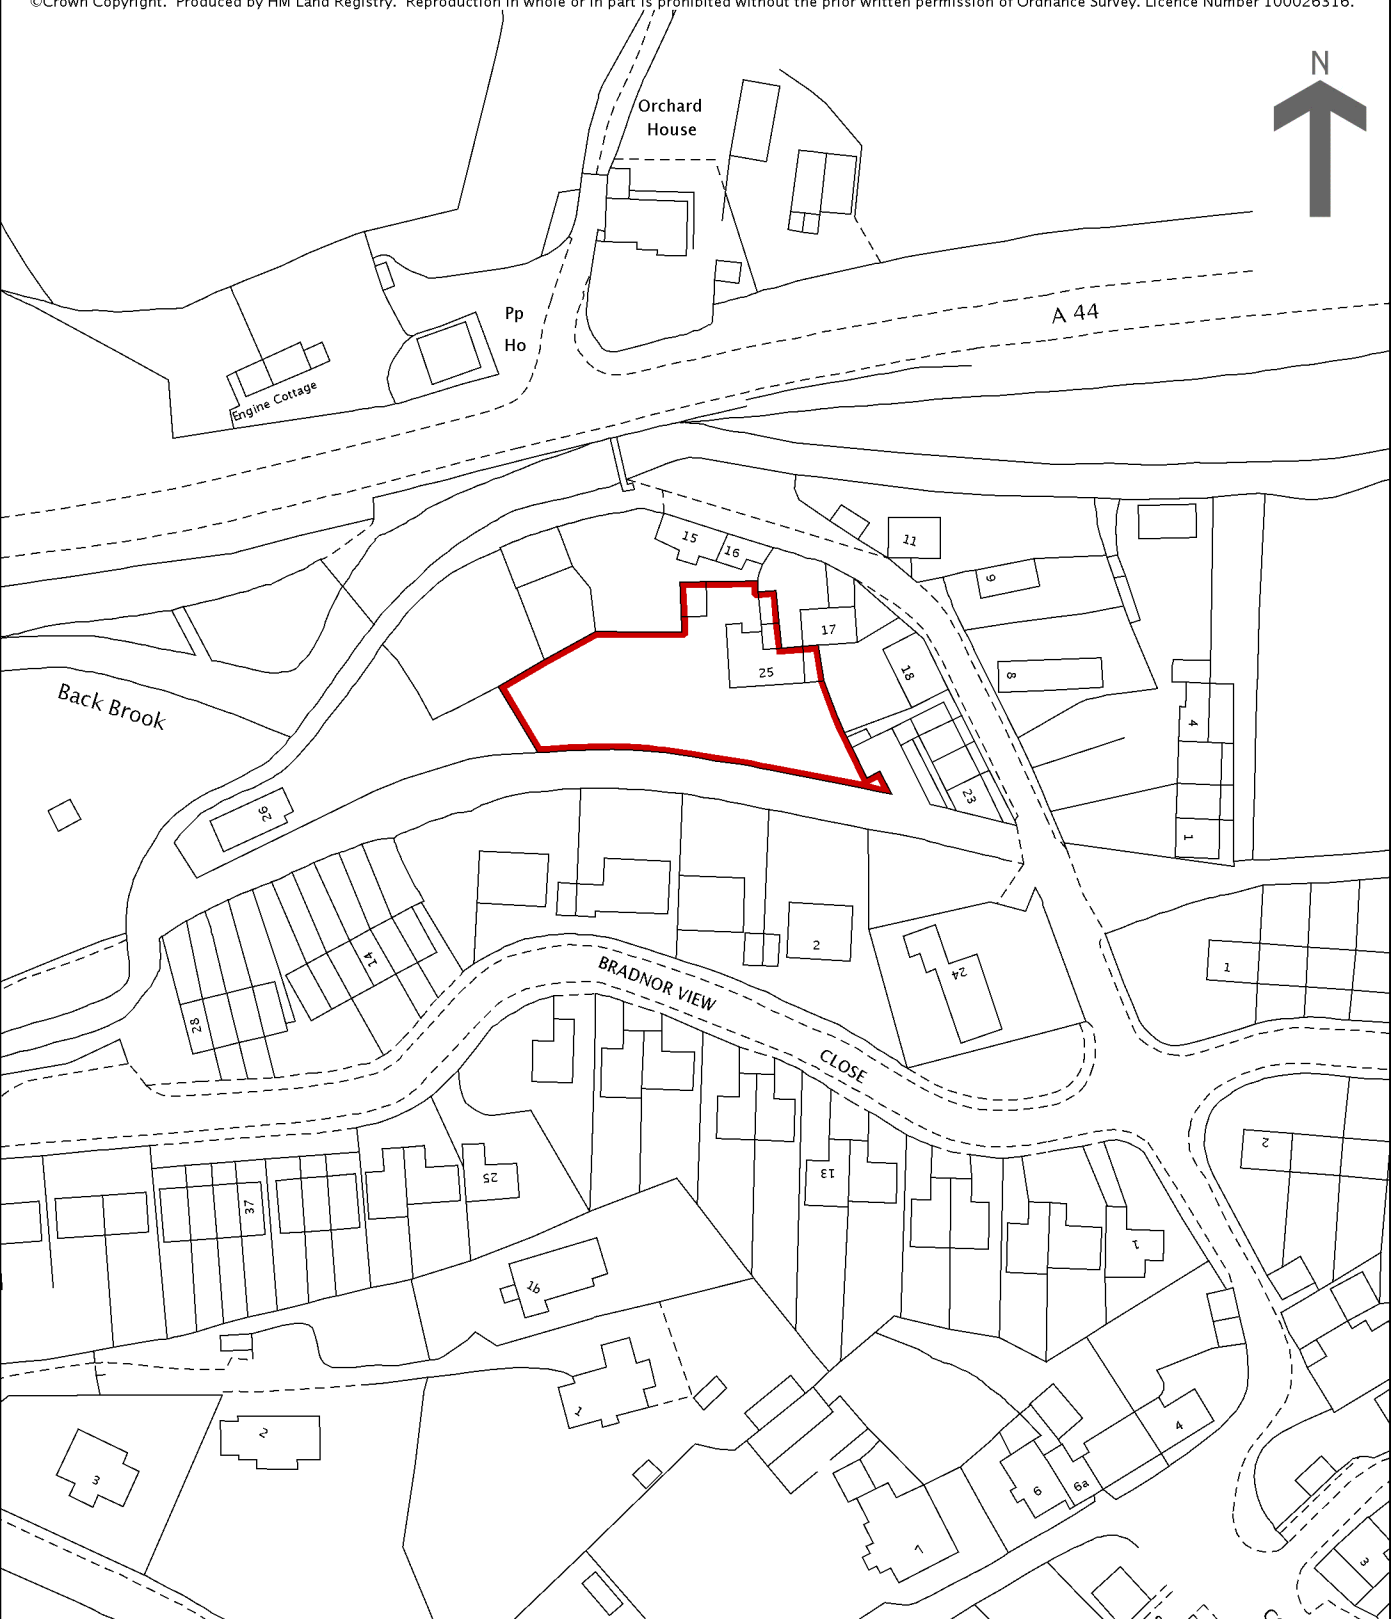 ©Crown Copyright. Produced by HM Land Registry. Reproduction in whole or in part is prohibited without the prior written permission of Ordnance Survey. Licence Number 100026316.
N
Orchard
House
A 44
Pp
Ho
Engine Cottage
15
16
11
9
17
25
18
8
4
Back Brook
26
23
1
14
2
24
1
28
BRADNOR VIEW
CLOSE
2
25
13
37
1
1b
1
2
3
4
6
6a
7
3